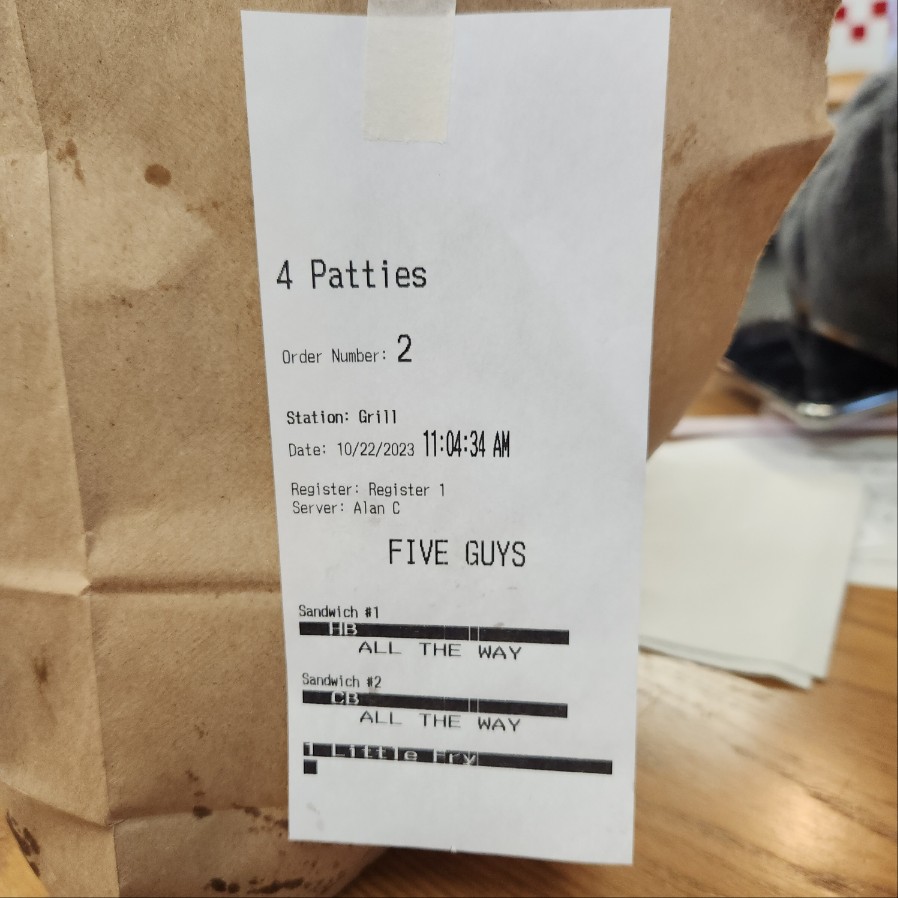 4 Patties
Order Number: 2
Station: Grill
Date: 10/22/2023 11:04:34 AM
Register: Register 1
Server: Alan C
FIVE GUYS
Sandwich #1
HB
ALL THE WAY
Sandwich #2
CB
ALL THE WAY
1 Little Fry